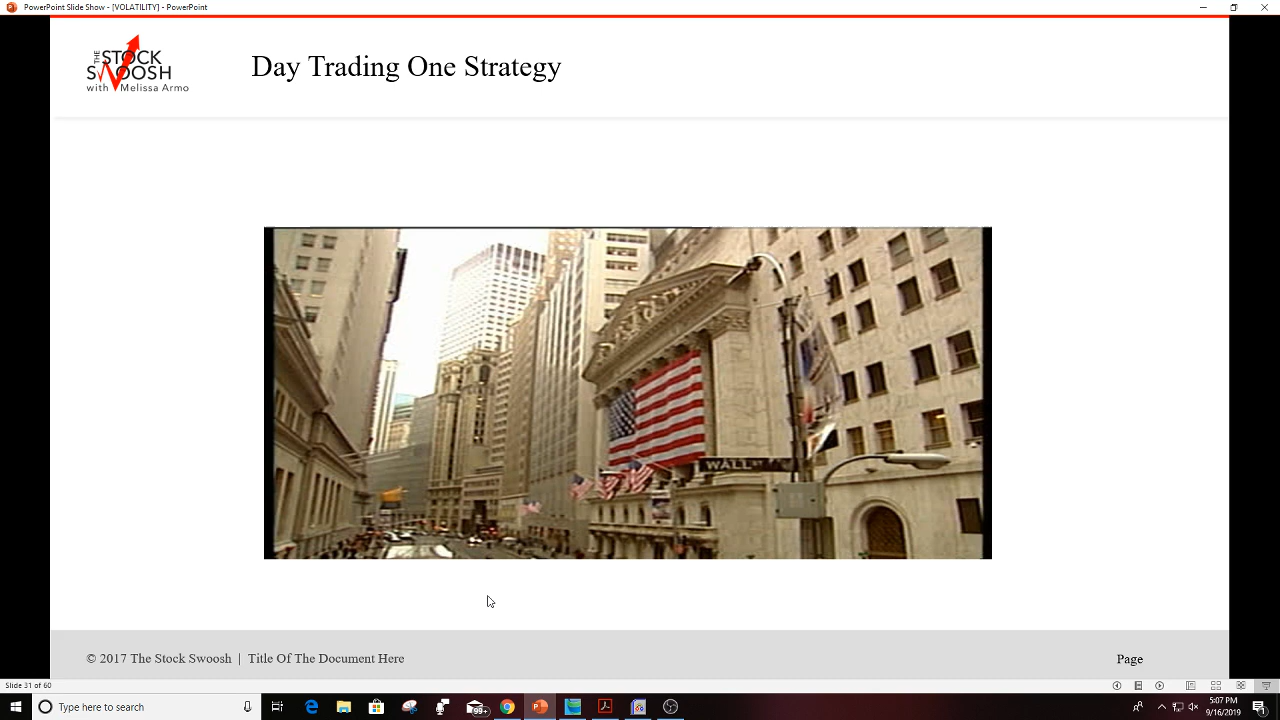 PowerPoint Slide Show - [VOLATILITY] - PowerPoint
THE STOCK SWOOSH
with Melissa Armo
Day Trading One Strategy
WALL ST
© 2017 The Stock Swoosh | Title Of The Document Here
Page
Slide 31 of 60
Type here to search
99+
5:07 PM
9/16/2019
1